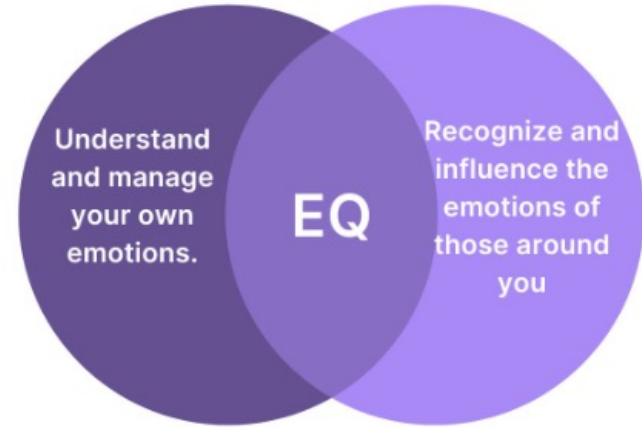 Understand
and manage
your own
emotions.
EQ
Recognize and
influence the
emotions of
those around
you